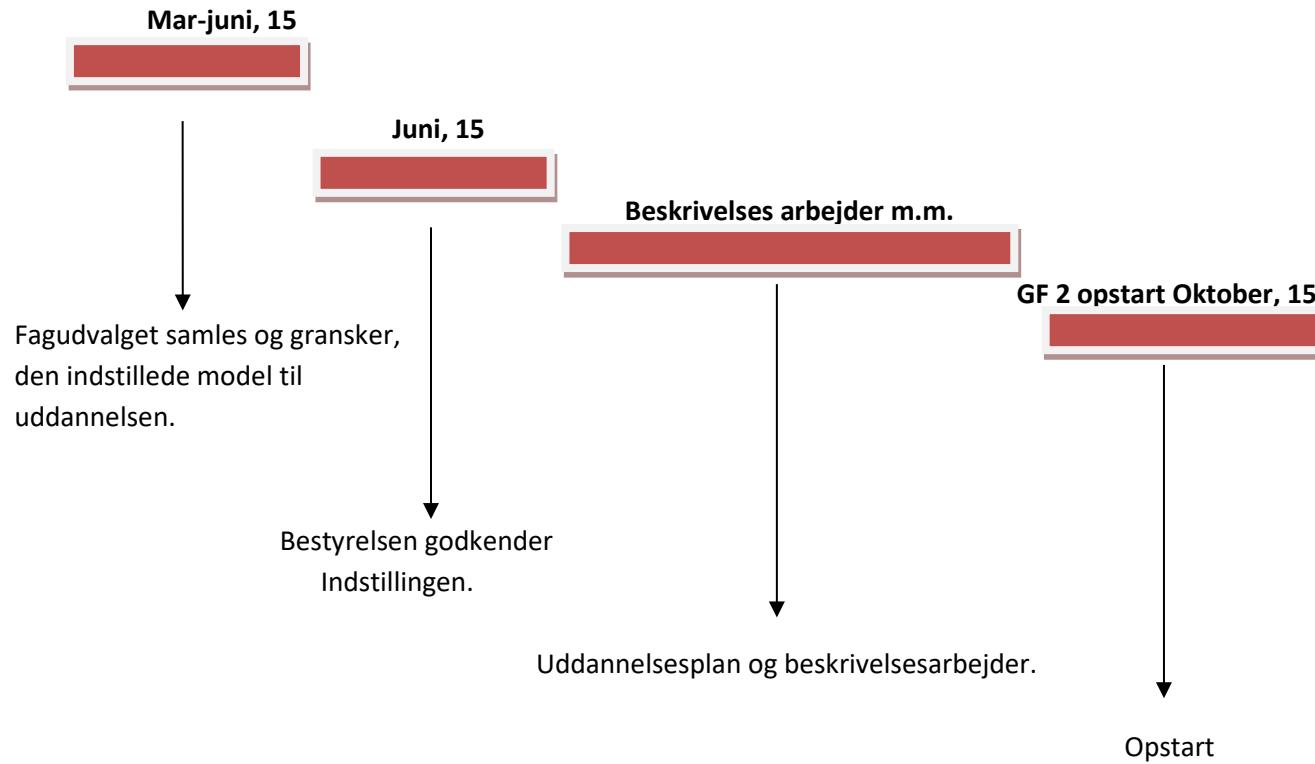 Mar-juni, 15
Juni, 15
Beskrivelses arbejder m.m.
GF 2 opstart Oktober, 15
Fagudvalget samles og gransker,
den indstillede model til
uddannelsen.
Bestyrelsen godkender
Indstillingen.
Uddannelsesplan og beskrivelsesarbejder.
Opstart